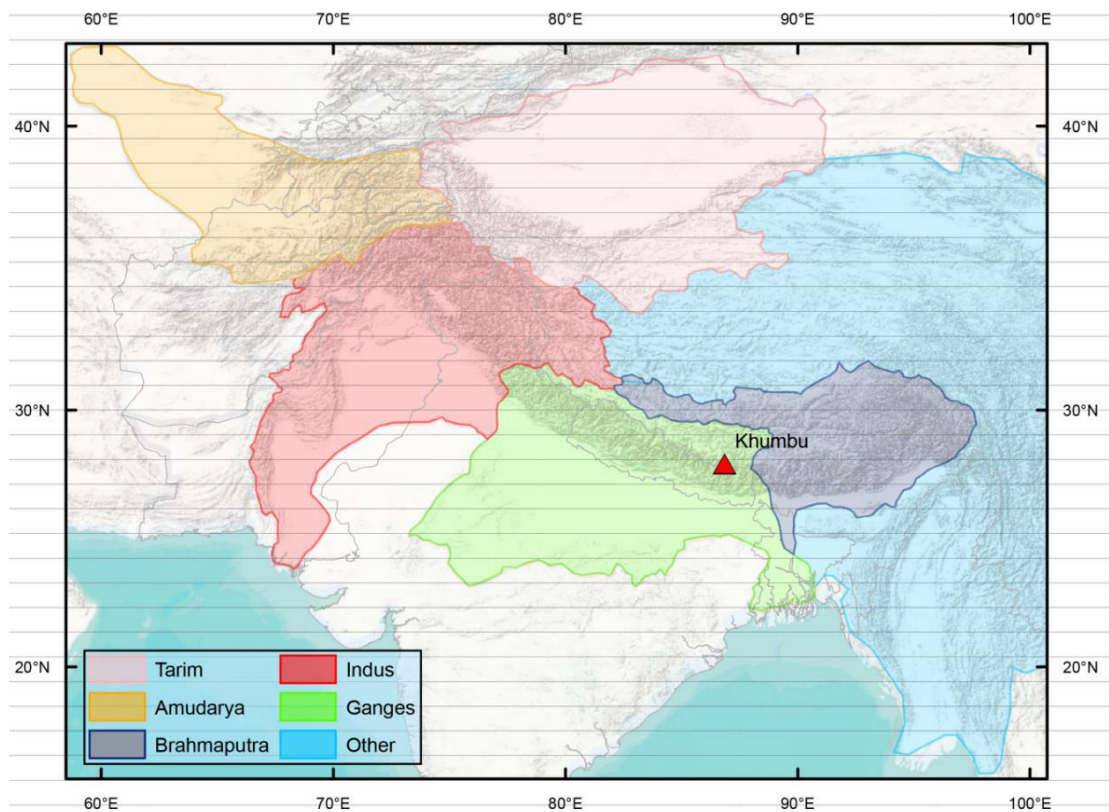 60°E 70°E 80°E 90°E 100°E
40°N 40°N
30°N 30°N
Khumbu
20°N 20°N
Tarim Indus
Amudarya Ganges
Brahmaputra Other
60°E 70°E 80°E 90°E 100°E